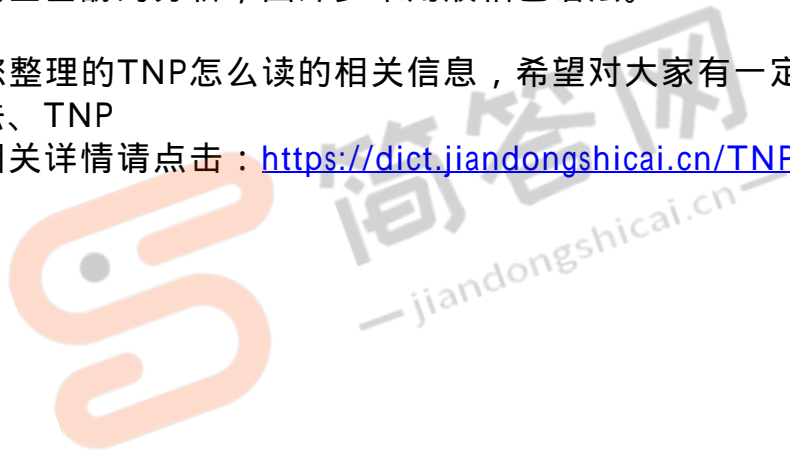 整理的TNP怎么读的相关信息，希望对大家有一定
、TNP
相关详情请点击：https://dict.jiandongshicai.cn/TNP
简答网
jiandongshicai.cn